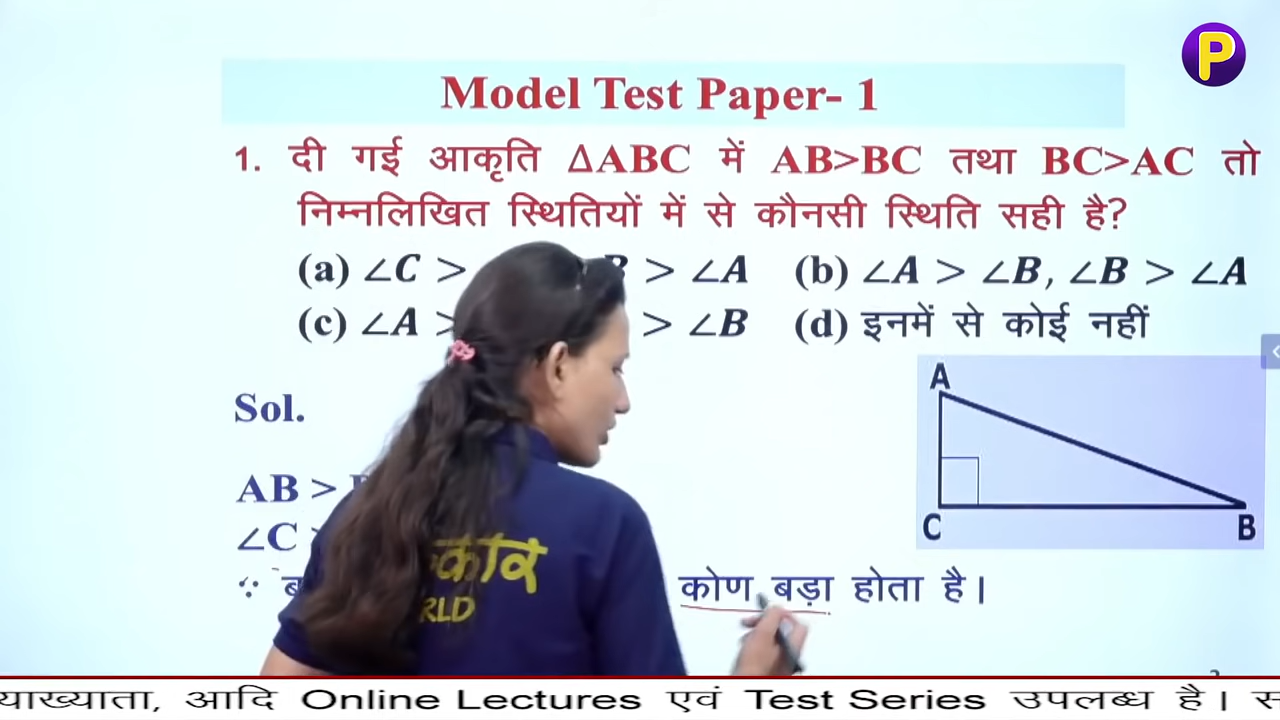 P
Model Test Paper- 1
1. दी गई आकृति ΔABC में AB>BC तथा BC>AC तो
निम्नलिखित स्थितियों में से कौनसी स्थिति सही है?
(a) ∠C > > ∠A (b) ∠A > ∠B, ∠B > ∠A
(c) ∠A > > ∠B (d) इनमें से कोई नहीं
A
Sol.
AB >
C B
∠C
∵ कोण बड़ा होता है।
RLD
याख्याता, आदि Online Lectures एवं Test Series उपलब्ध है।